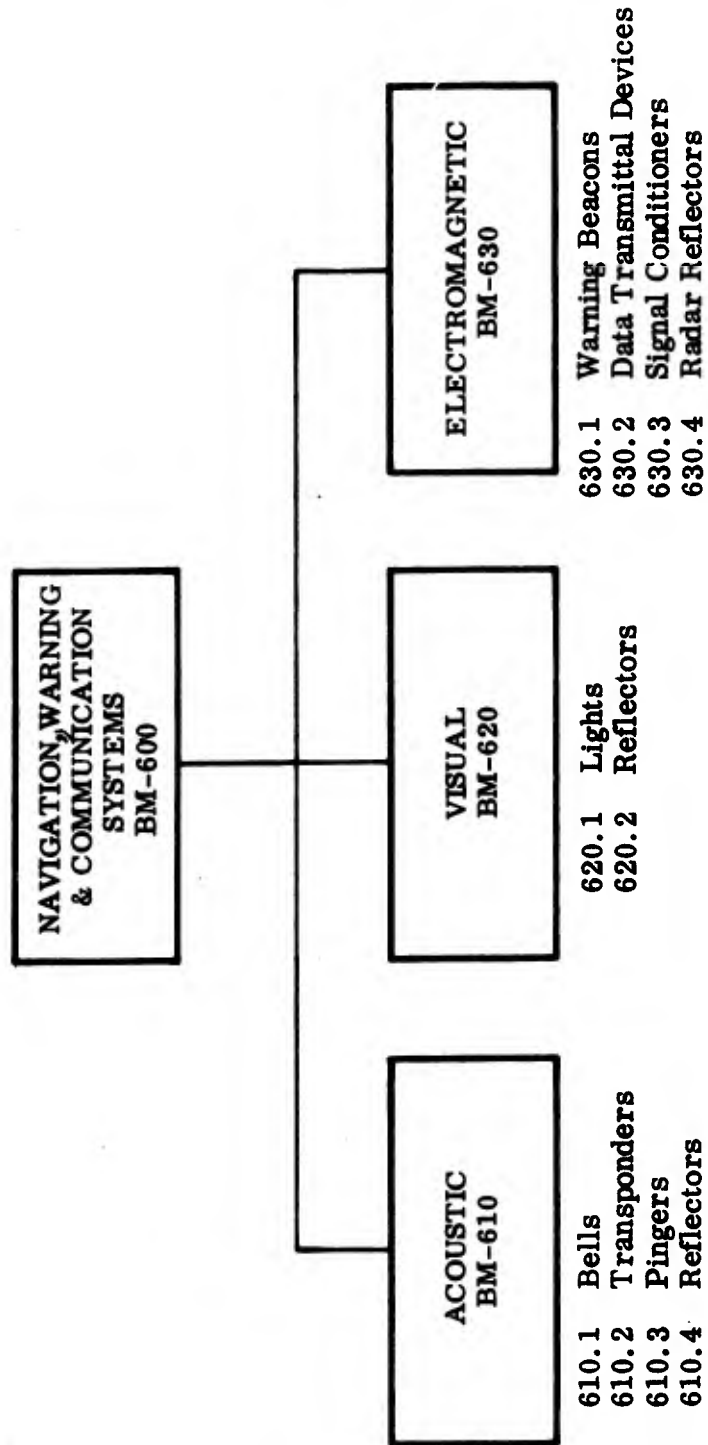 NAVIGATION, WARNING
& COMMUNICATION
SYSTEMS
BM-600
ACOUSTIC
BM-610
610.1 Bells
610.2 Transponders
610.3 Pingers
610.4 Reflectors
VISUAL
BM-620
620.1 Lights
620.2 Reflectors
ELECTROMAGNETIC
BM-630
630.1 Warning Beacons
630.2 Data Transmittal Devices
630.3 Signal Conditioners
630.4 Radar Reflectors